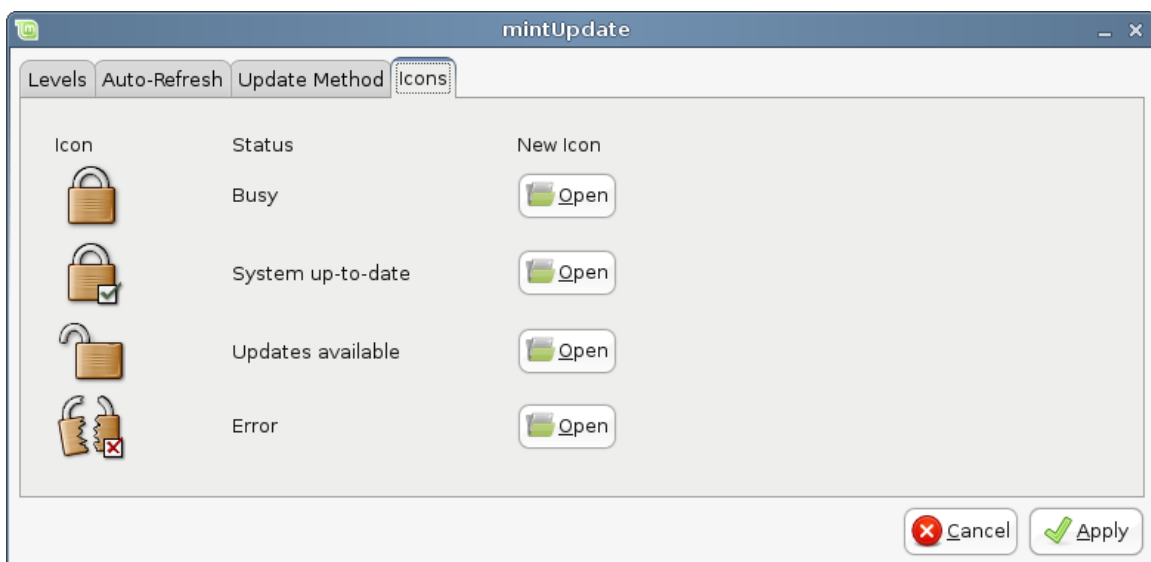 mintUpdate
Levels Auto-Refresh Update Method Icons
Icon Status New Icon
Busy Open
System up-to-date Open
Updates available Open
Error Open
Cancel Apply